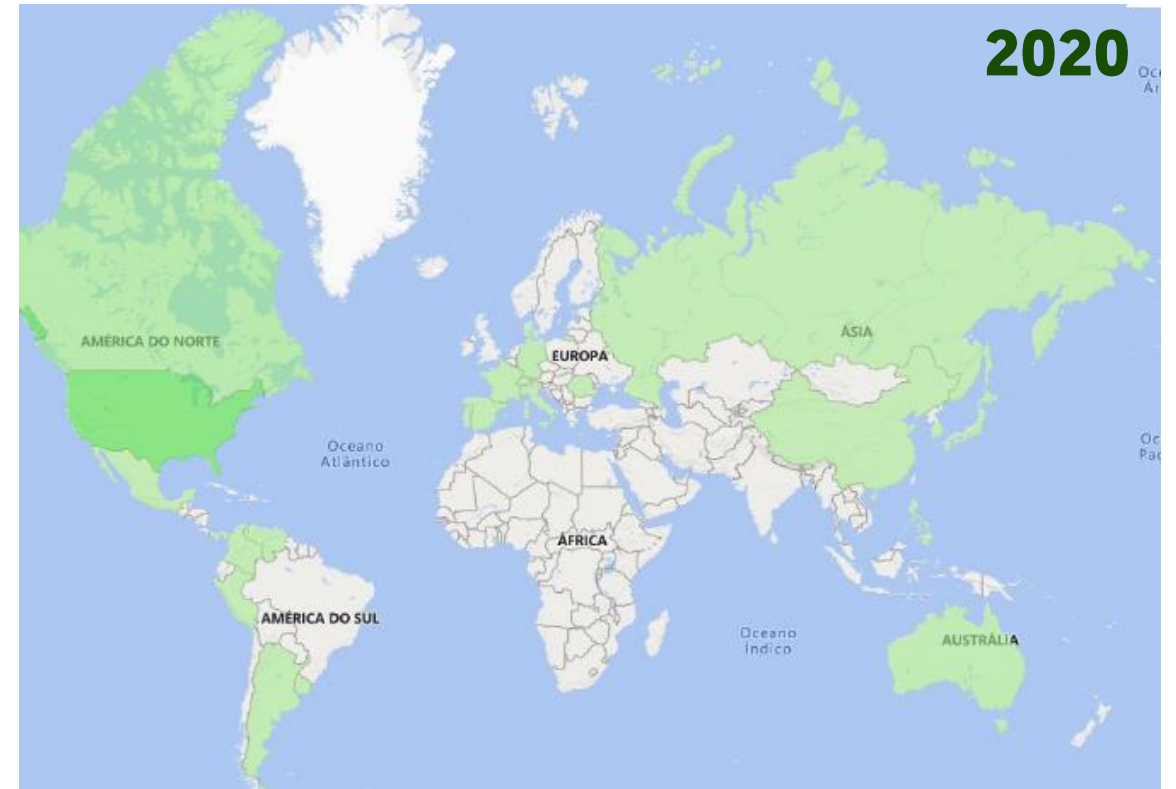 2020
AMÉRICA DO NORTE
ÁSIA
EUROPA
Oceano
Atlântico
ÁFRICA
AMÉRICA DO SUL
Oceano
Índico
AUSTRÁLIA